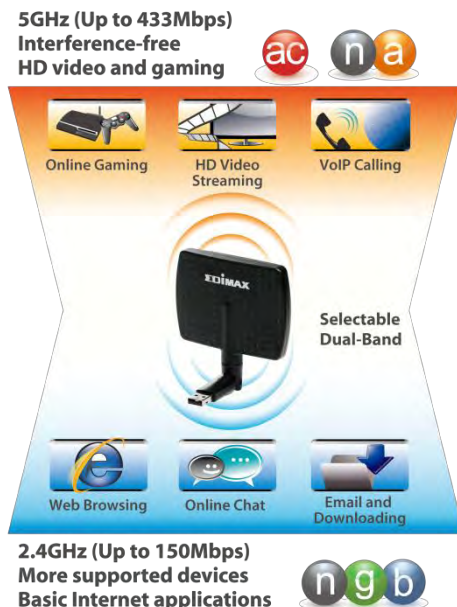 5GHz (Up to 433Mbps)
Interference-free
HD video and gaming
ac n a
Online Gaming
HD Video
Streaming
VoIP Calling
EDIMAX
Selectable
Dual-Band
Web Browsing
Online Chat
Email and
Downloading
2.4GHz (Up to 150Mbps)
More supported devices
Basic Internet applications
n g b